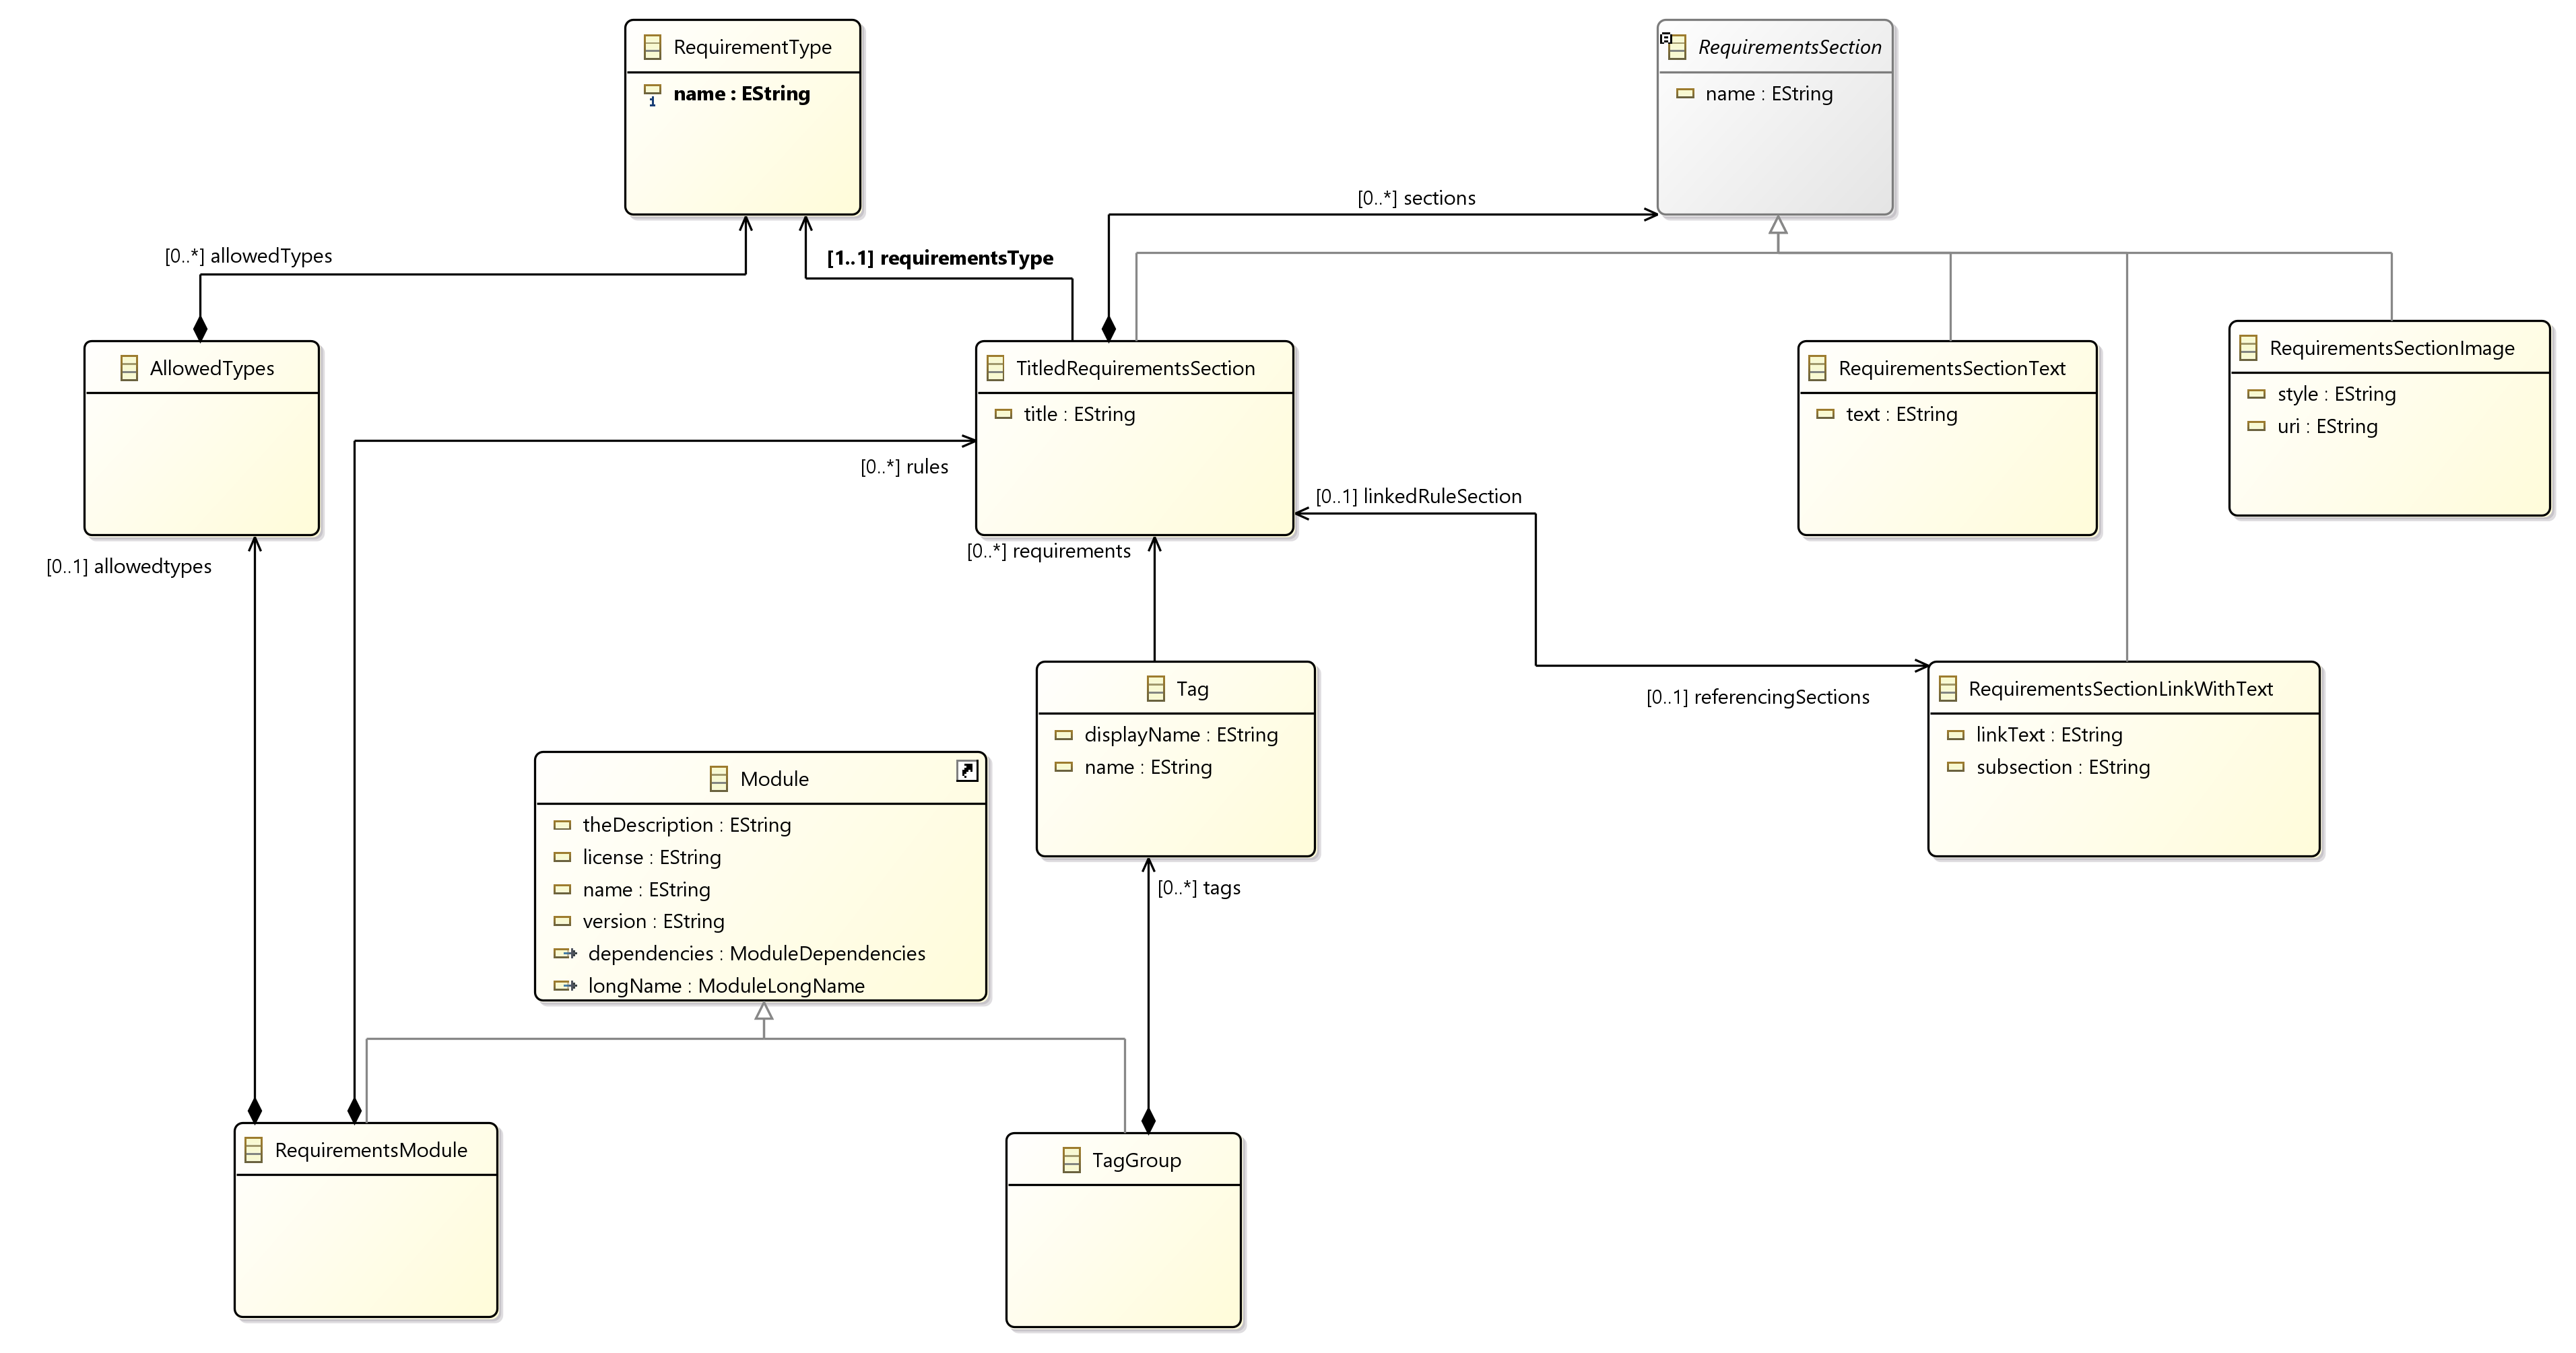 RequirementType
name : EString
RequirementsSection
name : EString
[0..*] sections
[0..*] allowedTypes
[1..1] requirementsType
AllowedTypes
TitledRequirementsSection
title : EString
RequirementsSectionText
text : EString
RequirementsSectionImage
style : EString
uri : EString
[0..*] rules
[0..1] linkedRuleSection
[0..*] requirements
[0..1] allowedtypes
Tag
displayName : EString
name : EString
[0..1] referencingSections
RequirementsSectionLinkWithText
linkText : EString
subsection : EString
Module
theDescription : EString
license : EString
name : EString
version : EString
dependencies : ModuleDependencies
longName : ModuleLongName
[0..*] tags
RequirementsModule
TagGroup